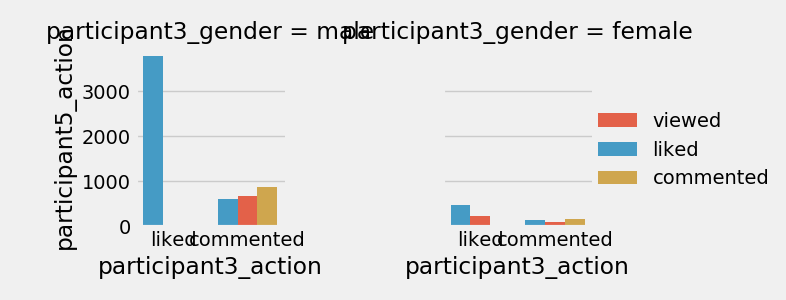 participant3_gender = male
participant3_gender = female
participant5_action
3000
2000
1000
0
liked
commented
liked
commented
participant3_action
participant3_action
viewed
liked
commented